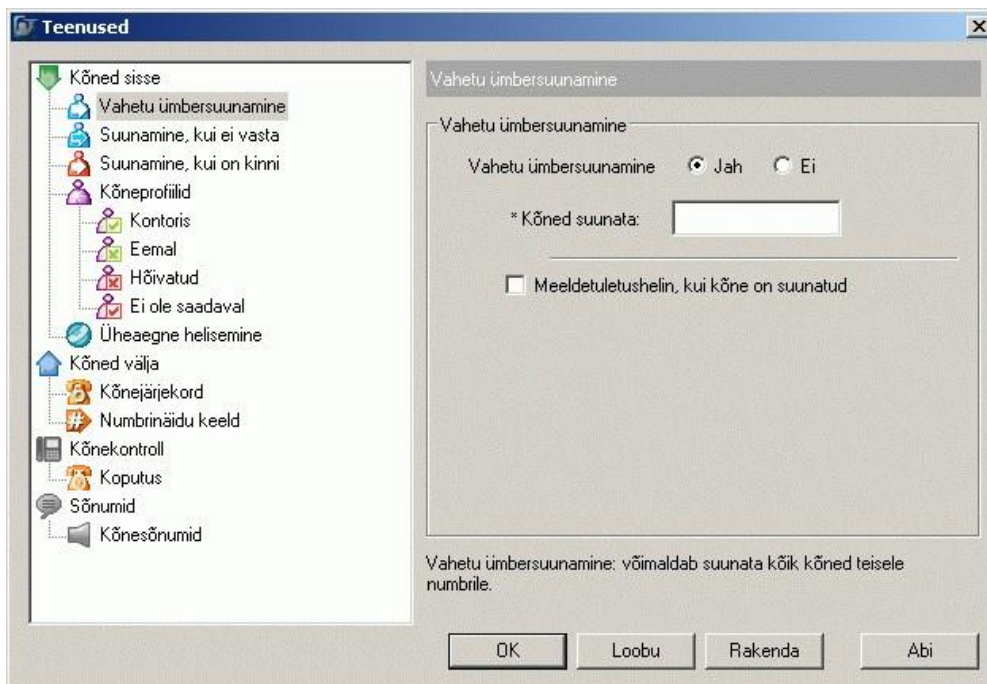 Teenused
Kõned sisse
Vahetu ümbersuunamine
Suunamine, kui ei vasta
Suunamine, kui on kinni
Kõneprofiilid
Kontoris
Eemal
Hõivatud
Ei ole saadaval
Üheaegne helisemine
Kõned välja
Kõnejärjekord
Numbrinäidu keeld
Kõnekontroll
Koputus
Sõnumid
Kõnesõnumid
Vahetu ümbersuunamine
Vahetu ümbersuunamine
Vahetu ümbersuunamine Jah Ei
* Kõned suunata:
Meeldetuletushelin, kui kõne on suunatud
Vahetu ümbersuunamine: võimaldab suunata kõik kõned teisele
numbrile.
OK Loobu Rakenda Abi